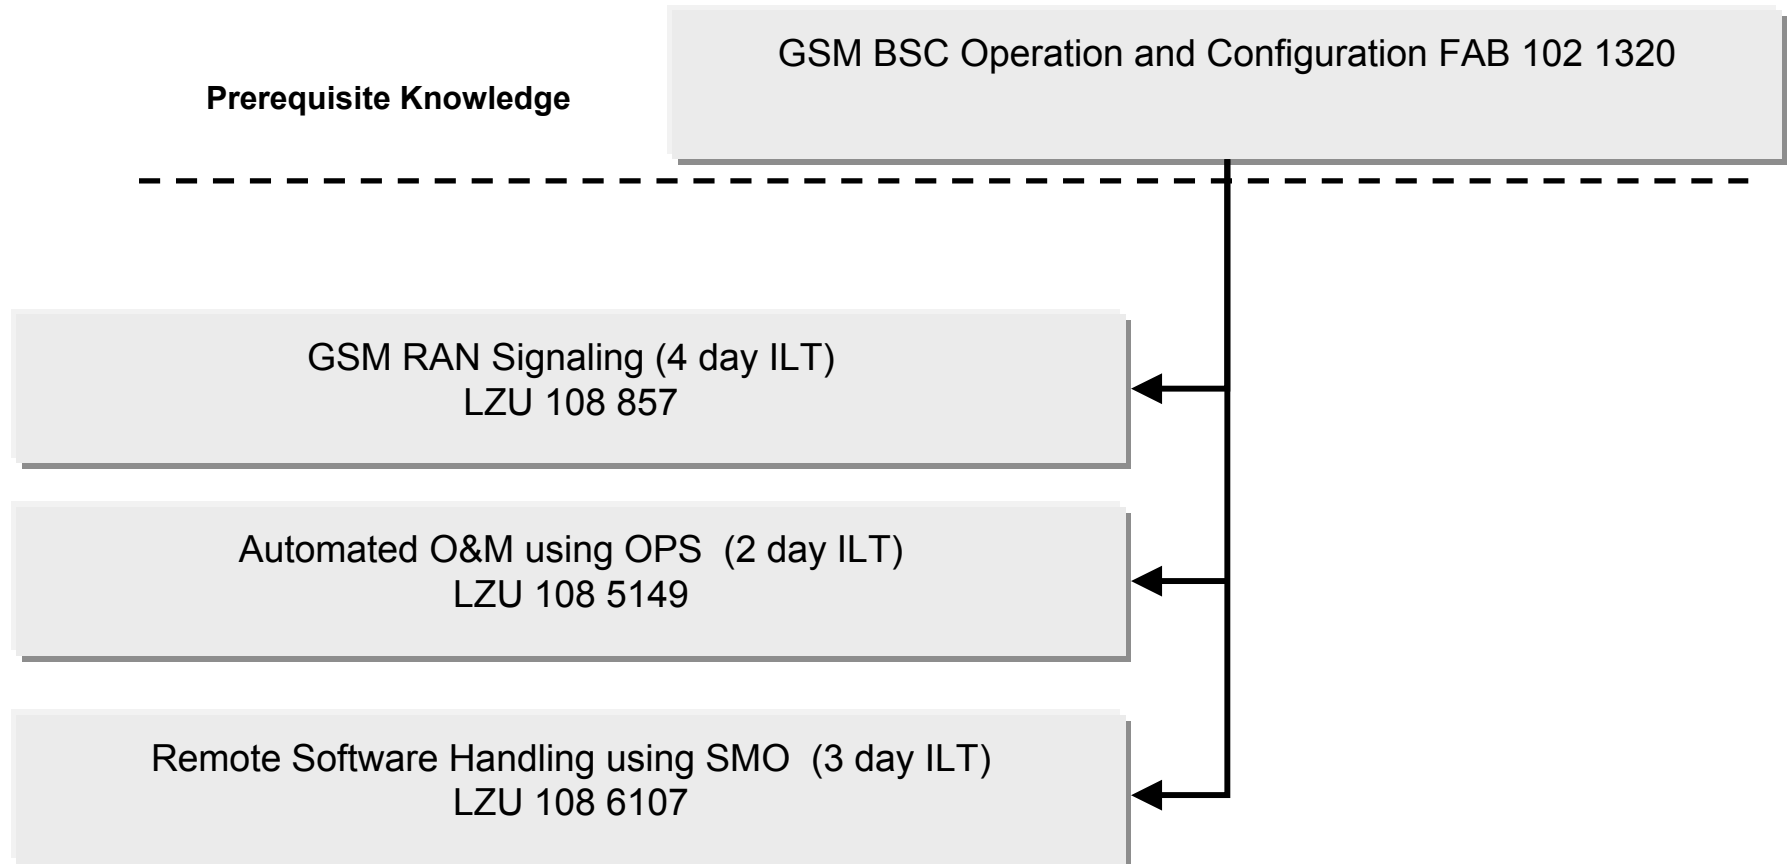 GSM BSC Operation and Configuration FAB 102 1320
Prerequisite Knowledge
GSM RAN Signaling (4 day ILT)
LZU 108 857
Automated O&M using OPS  (2 day ILT)
LZU 108 5149
Remote Software Handling using SMO  (3 day ILT)
LZU 108 6107